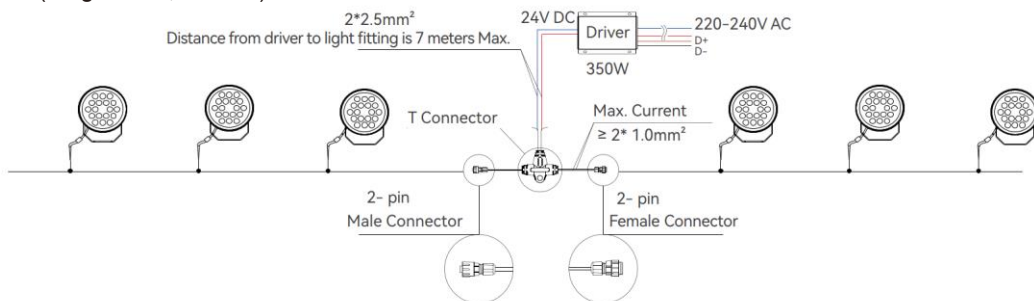 2*2.5mm²
Distance from driver to light fitting is 7 meters Max.
24V DC
Driver
350W
220-240V AC
D+
D-
T Connector
Max. Current
≥ 2* 1.0mm²
2- pin
Male Connector
2- pin
Female Connector